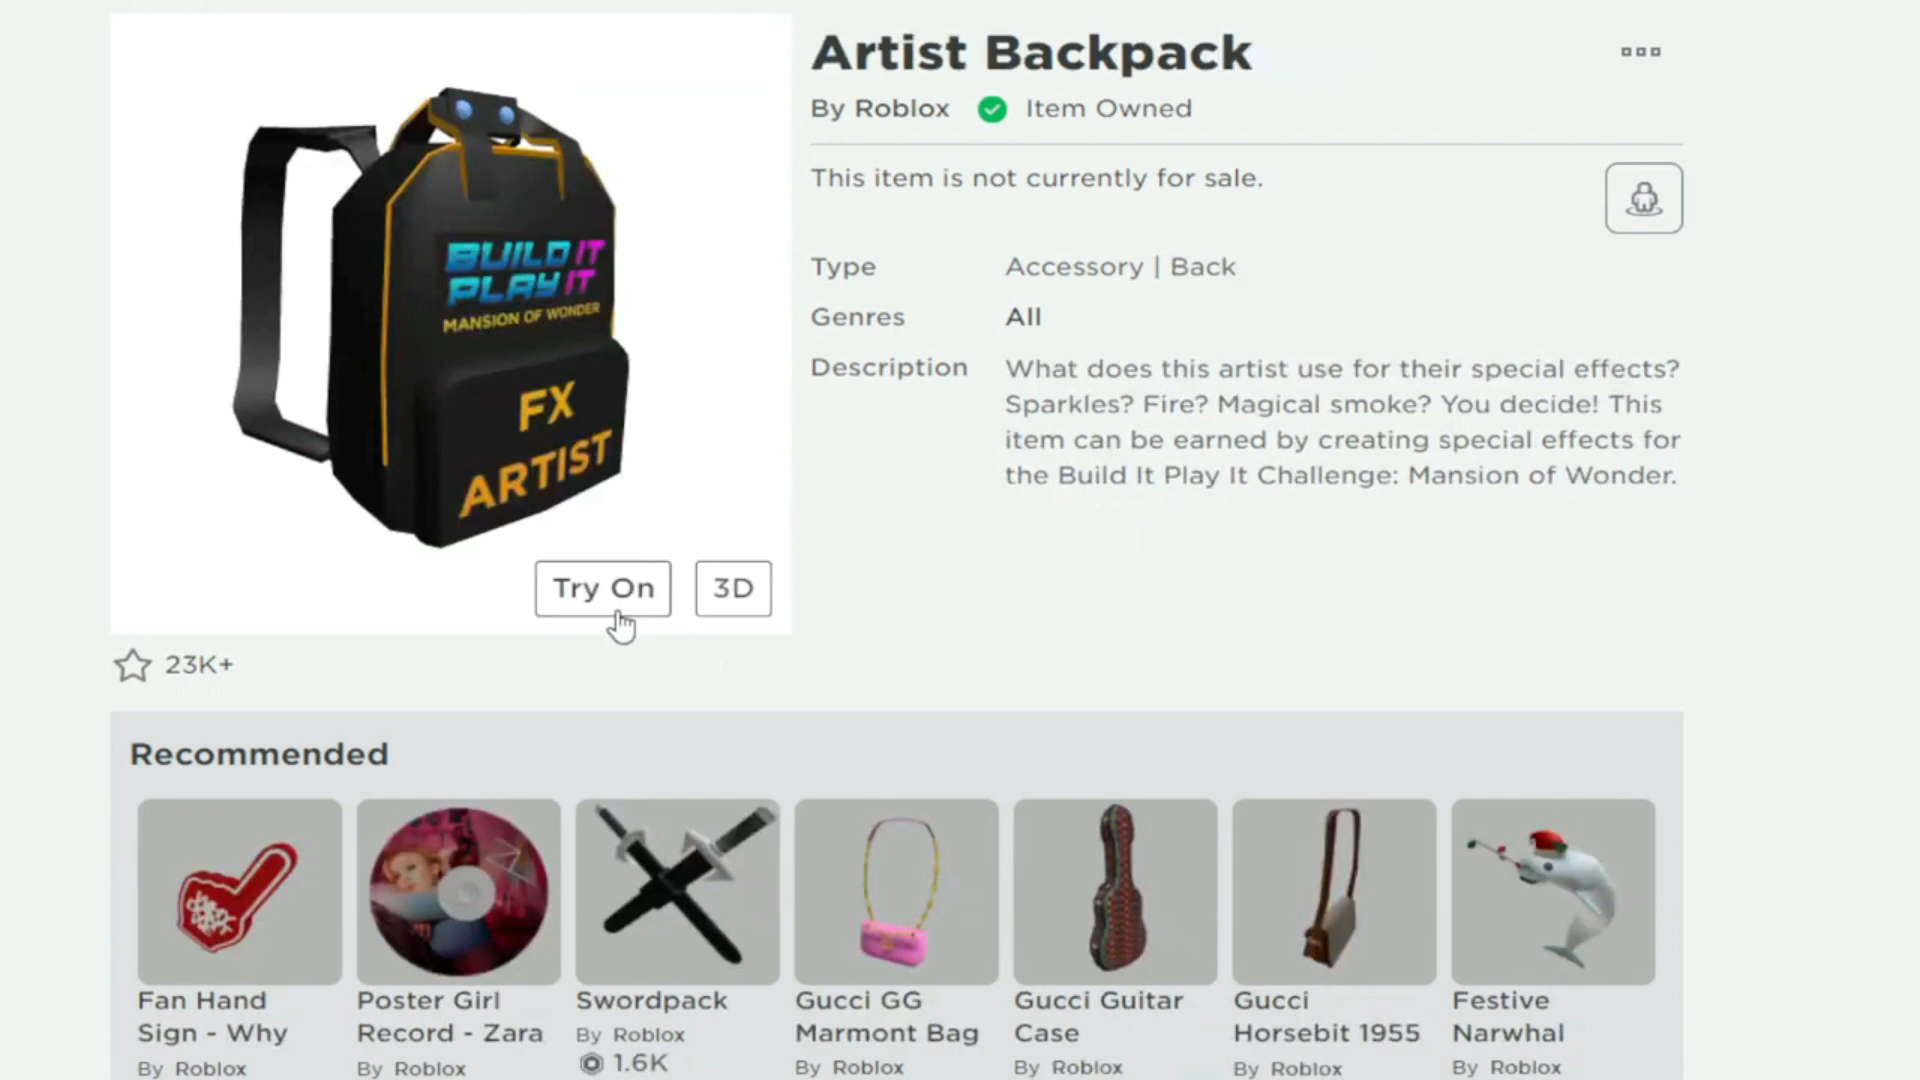 Artist Backpack
By Roblox Item Owned
This item is not currently for sale.
Type Accessory | Back
Genres All
Description What does this artist use for their special effects?
Sparkles? Fire? Magical smoke? You decide! This
item can be earned by creating special effects for
the Build It Play It Challenge: Mansion of Wonder.
BUILD IT
PLAY IT
MANSION OF WONDER
FX
ARTIST
Try On 3D
23K+
Recommended
Fan Hand
Sign - Why
By Roblox
Poster Girl
Record - Zara
By Roblox
Swordpack
By Roblox
1.6K
Gucci GG
Marmont Bag
By Roblox
Gucci Guitar
Case
By Roblox
Gucci
Horsebit 1955
By Roblox
Festive
Narwhal
By Roblox